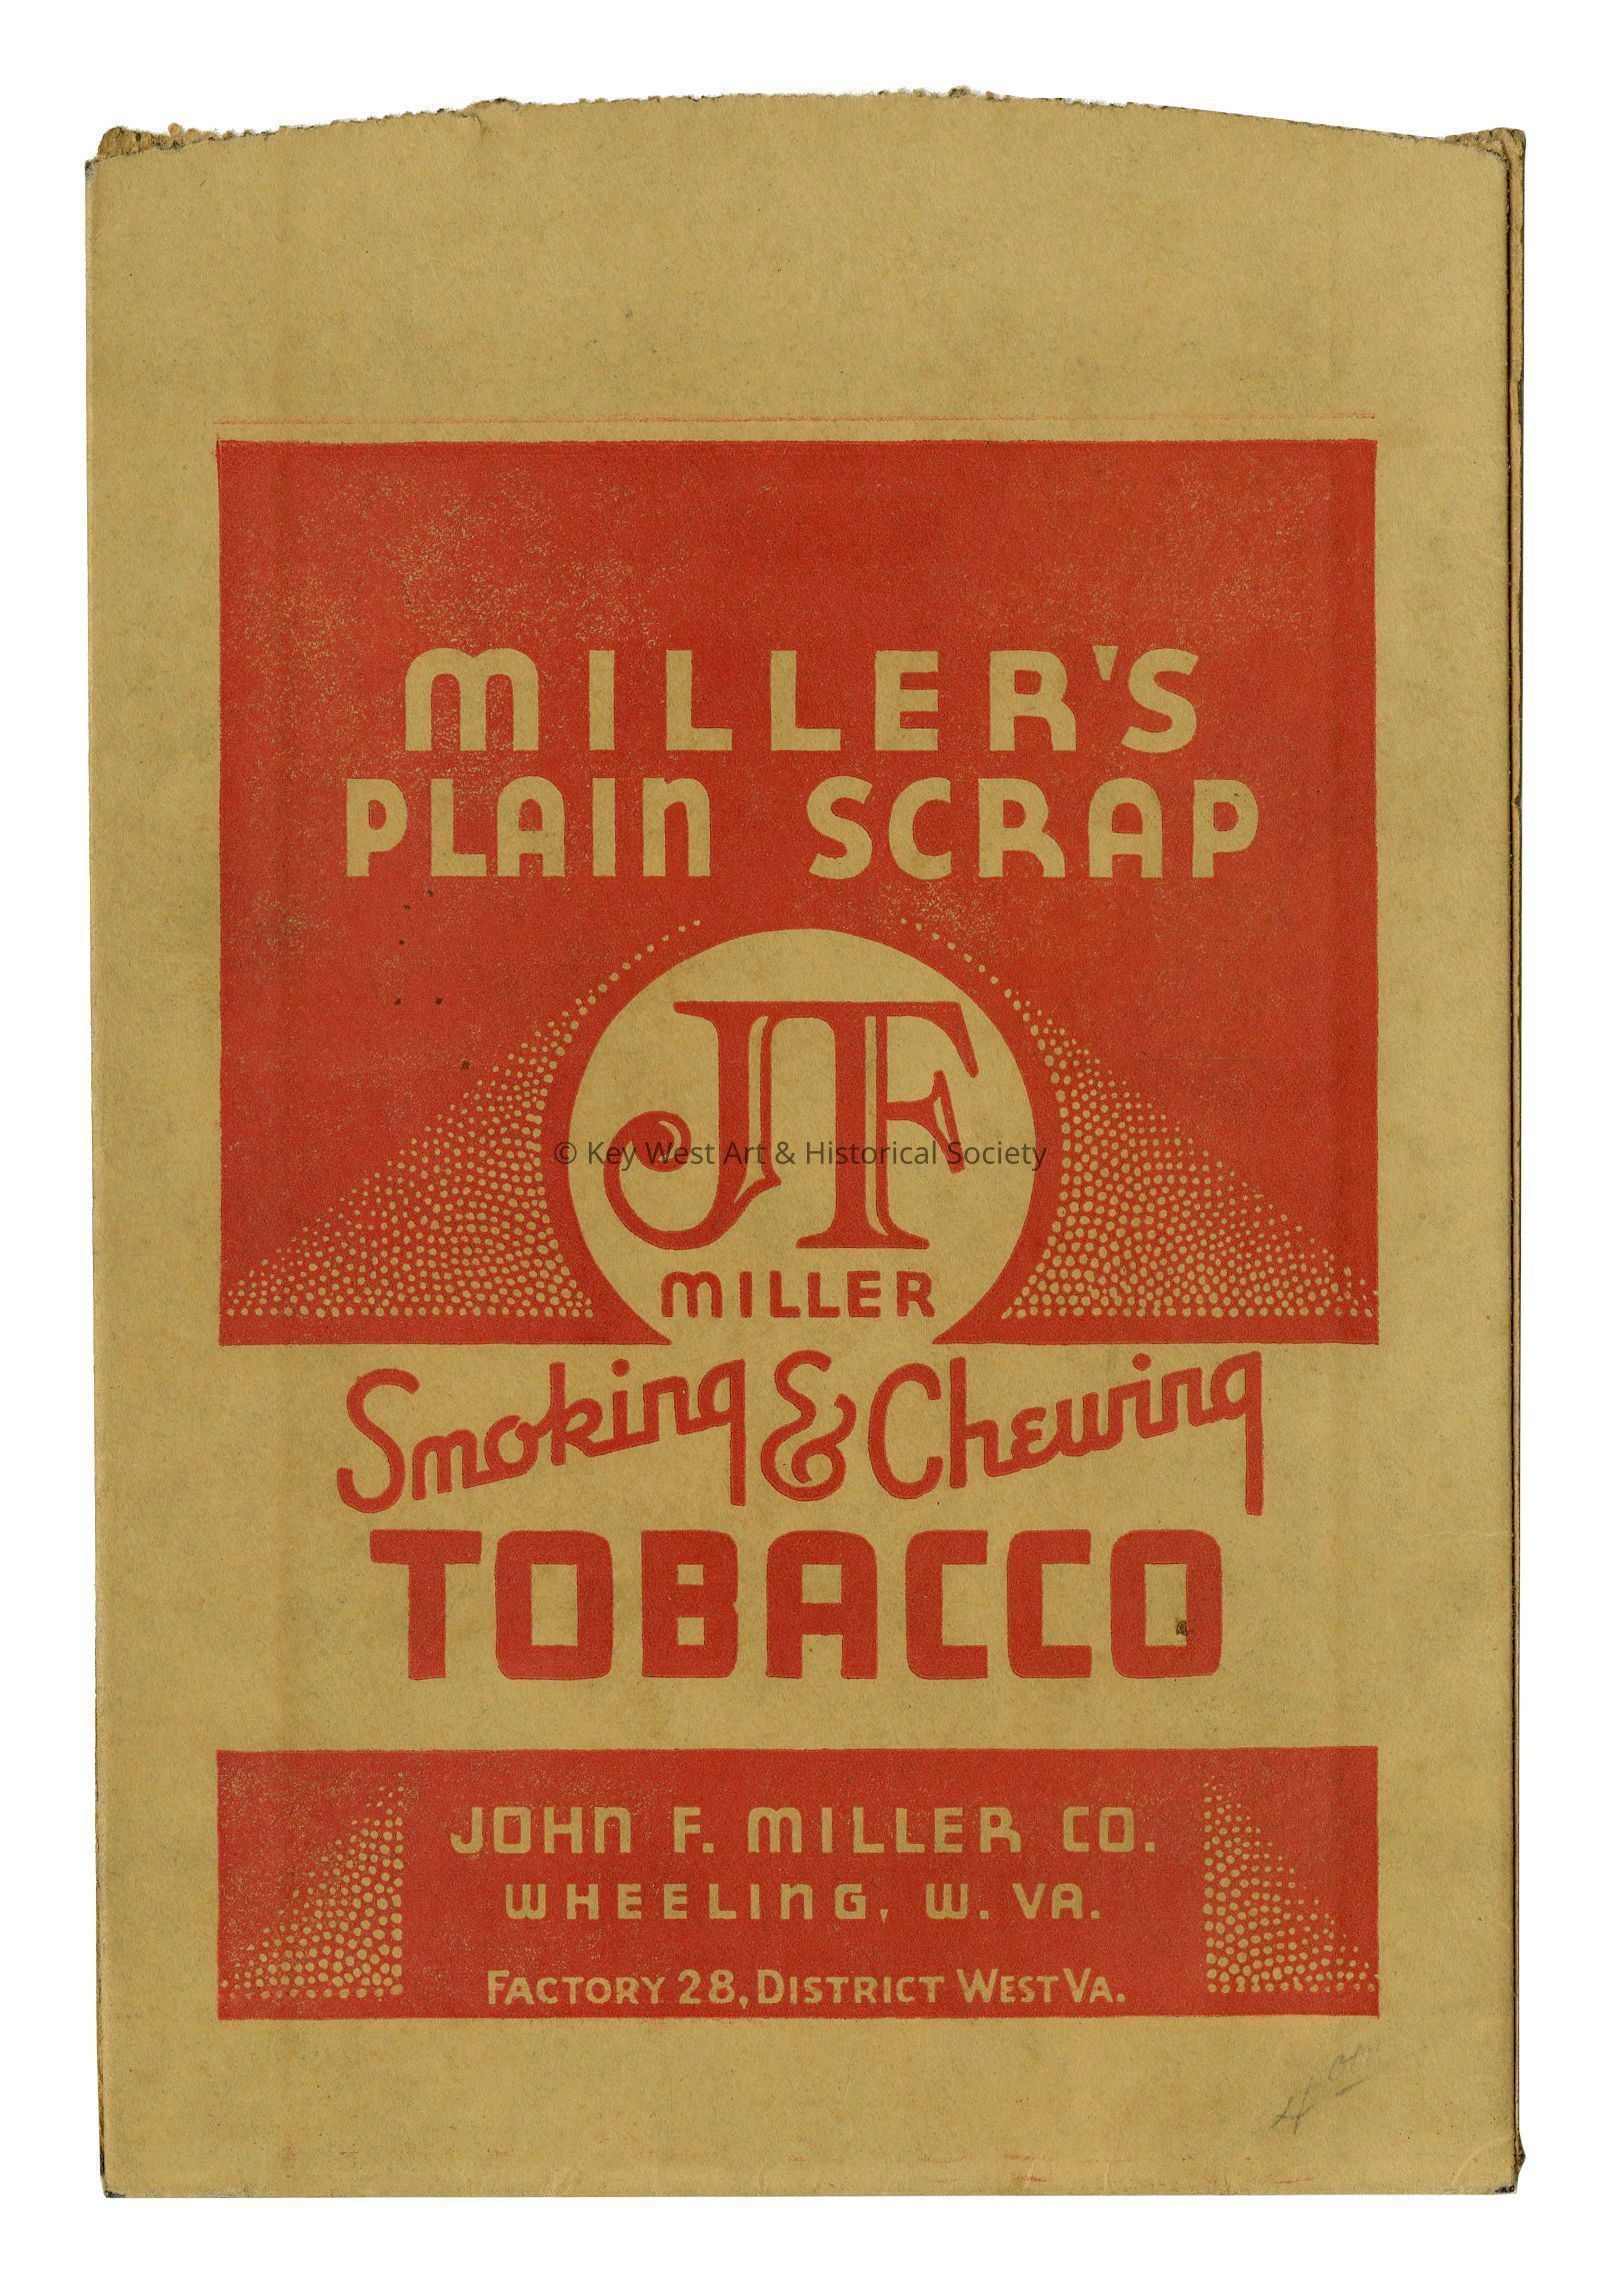 MILLER'S
PLAIN SCRAP
JF
© Key West Art & Historical Society
MILLER
Smoking & Chewing
TOBACCO
JOHN F. MILLER CO.
WHEELING, W. VA.
FACTORY 28, DISTRICT WEST VA.